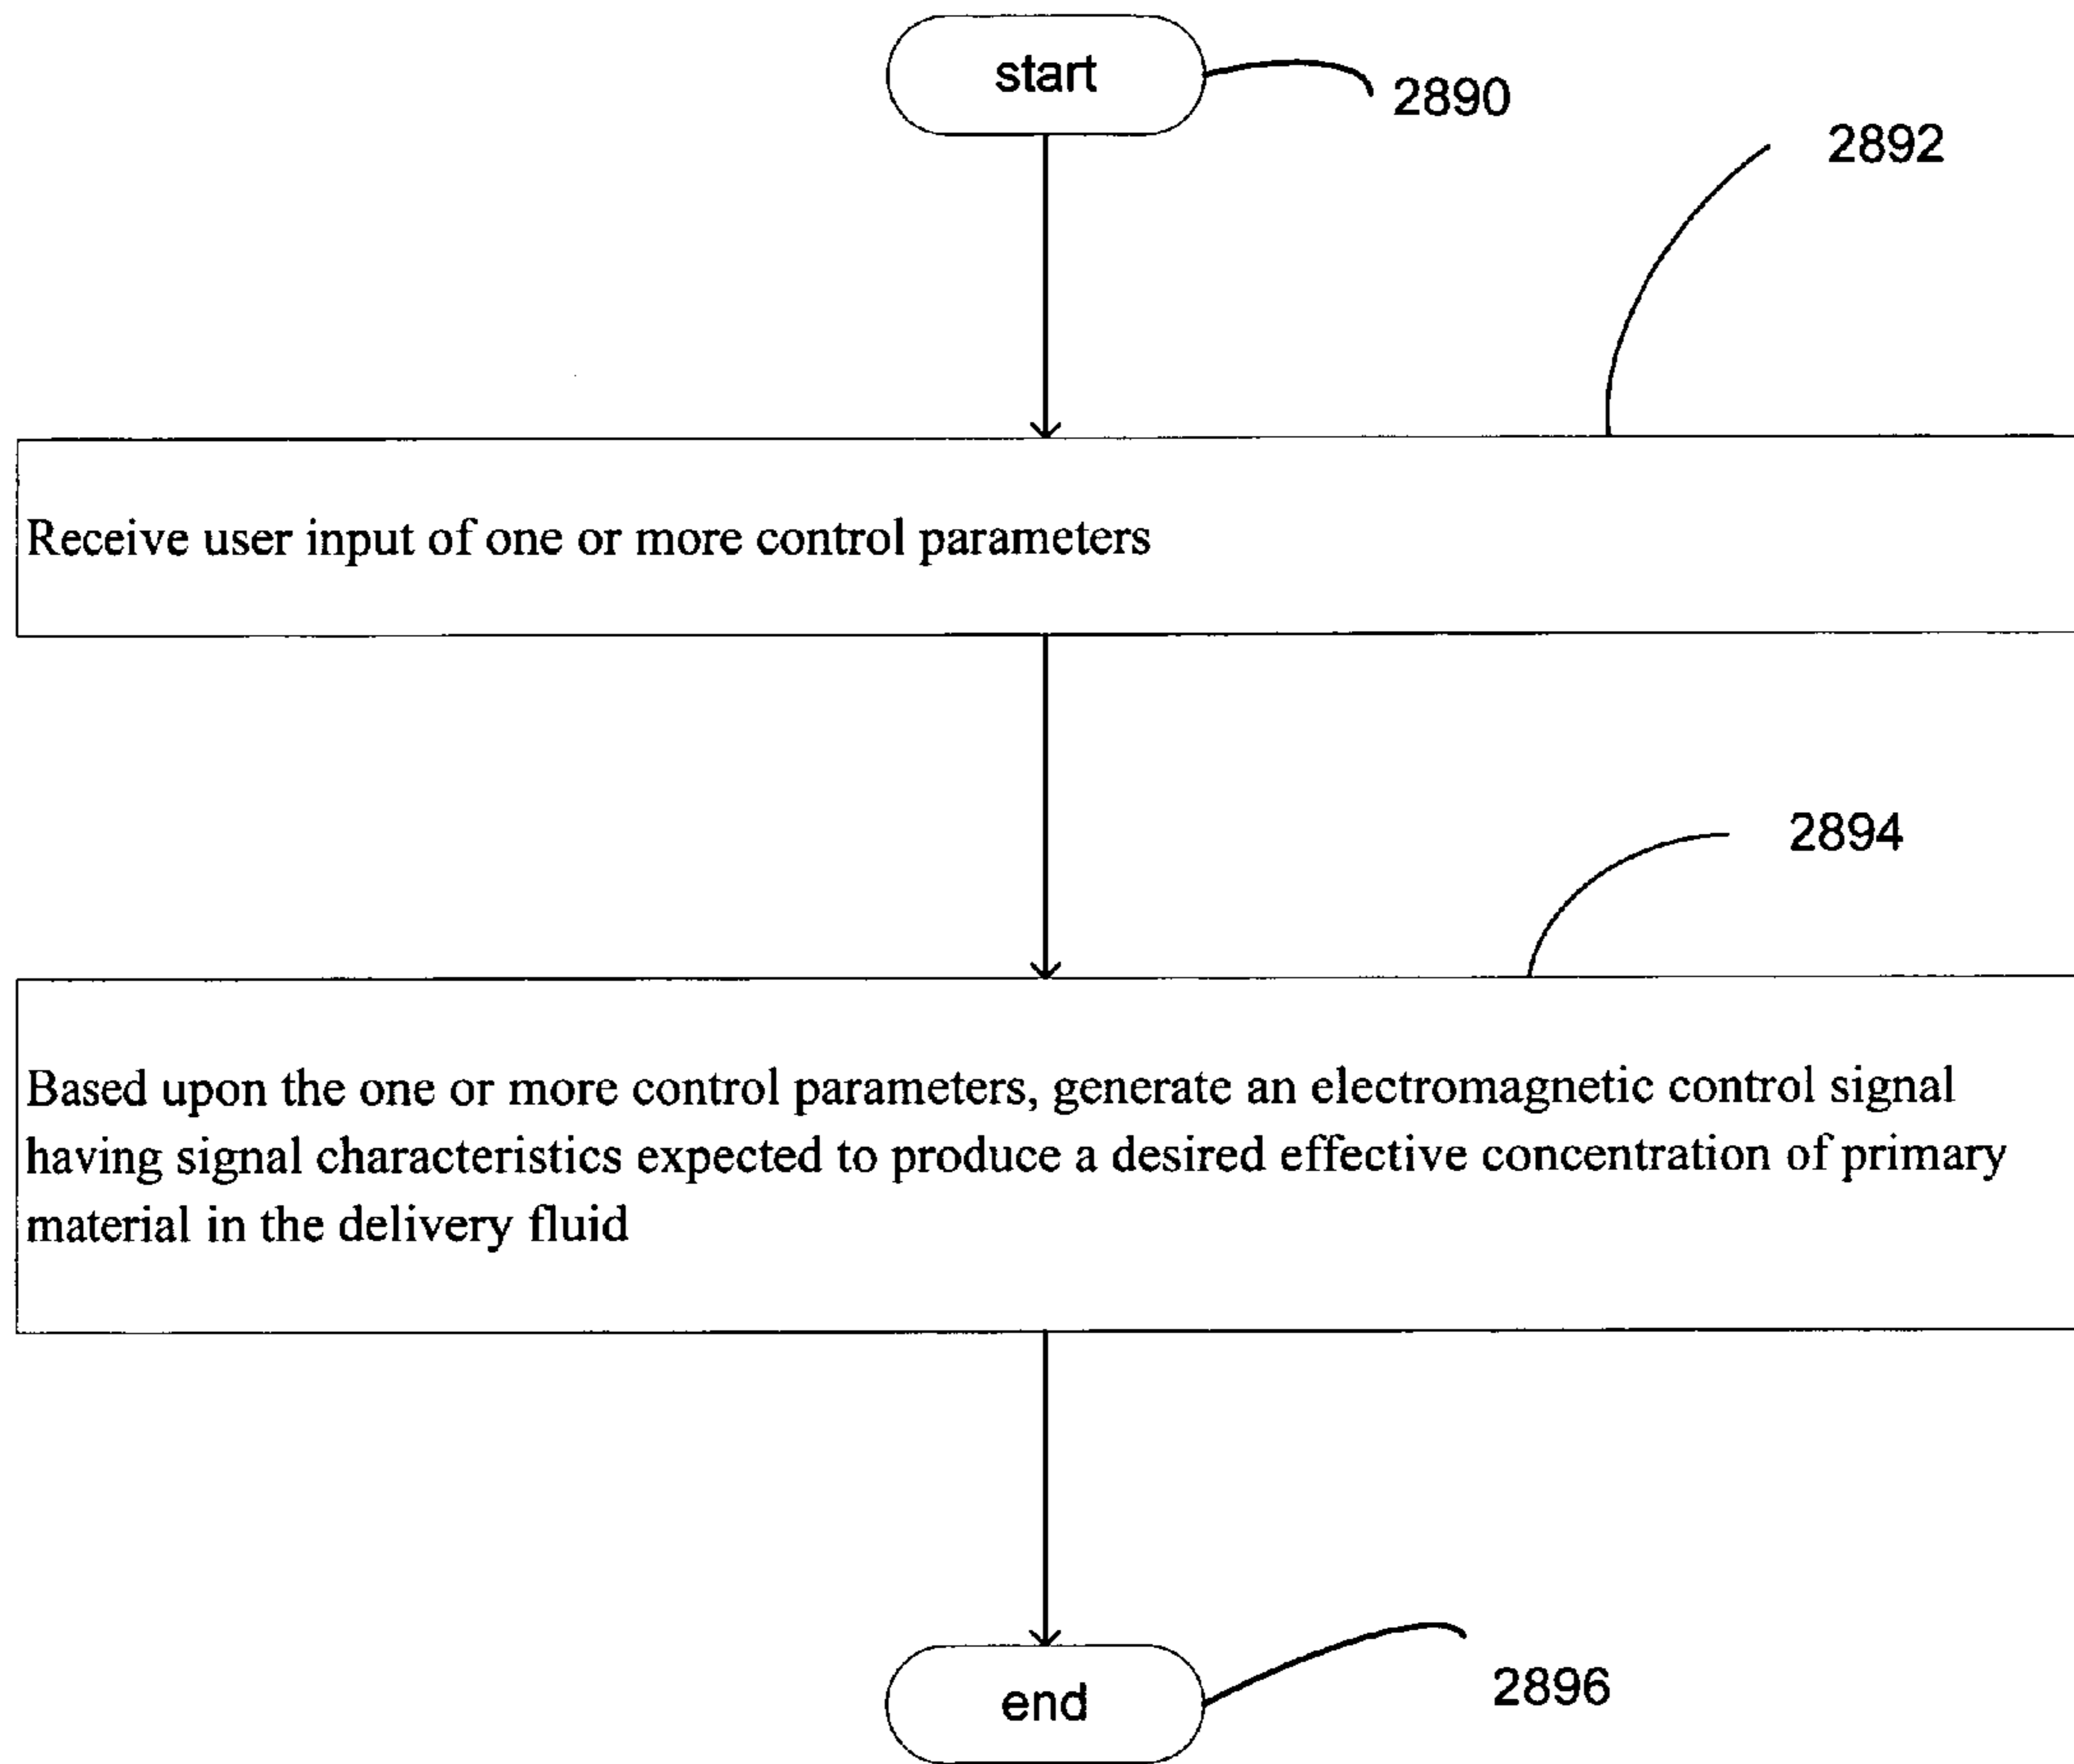 start
2890
2892
Receive user input of one or more control parameters
2894
Based upon the one or more control parameters, generate an electromagnetic control signal
having signal characteristics expected to produce a desired effective concentration of primary
material in the delivery fluid
end
2896